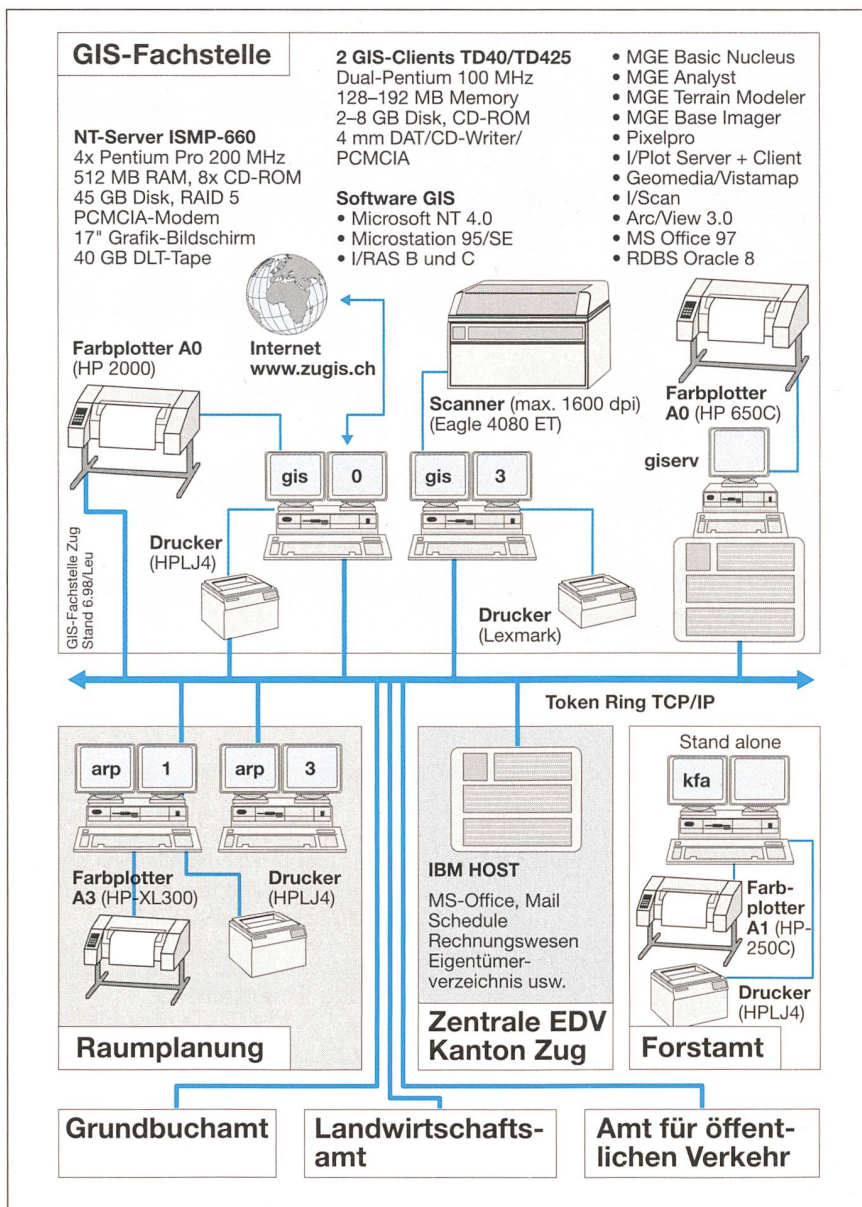 GIS-Fachstelle
NT-Server ISMP-660
4x Pentium Pro 200 MHz
512 MB RAM, 8x CD-ROM
45 GB Disk, RAID 5
PCMCIA-Modem
17" Grafik-Bildschirm
40 GB DLT-Tape
2 GIS-Clients TD40/TD425
Dual-Pentium 100 MHz
128–192 MB Memory
2–8 GB Disk, CD-ROM
4 mm DAT/CD-Writer/
PCMCIA
Software GIS
• Microsoft NT 4.0
• Microstation 95/SE
• I/RAS B und C
• MGE Basic Nucleus
• MGE Analyst
• MGE Terrain Modeler
• MGE Base Imager
• Pixelpro
• I/Plot Server + Client
• Geomedia/Vistamap
• I/Scan
• Arc/View 3.0
• MS Office 97
• RDBS Oracle 8
Farbplotter A0
(HP 2000)
Internet
www.zugis.ch
Scanner (max. 1600 dpi)
(Eagle 4080 ET)
Farbplotter
A0 (HP 650C)
giserv
gis 0
gis 3
Drucker
(HPLJ4)
Drucker
(Lexmark)
GIS-Fachstelle Zug
Stand 6.98/Leu
Token Ring TCP/IP
arp 1
arp 3
Farbplotter
A3 (HP-XL300)
Drucker
(HPLJ4)
Raumplanung
IBM HOST
MS-Office, Mail
Schedule
Rechnungswesen
Eigentümer-
verzeichnis usw.
Zentrale EDV
Kanton Zug
Stand alone
kfa
Farb-
plotter
A1 (HP-
250C)
Drucker
(HPLJ4)
Forstamt
Grundbuchamt
Landwirtschafts-
amt
Amt für öffent-
lichen Verkehr